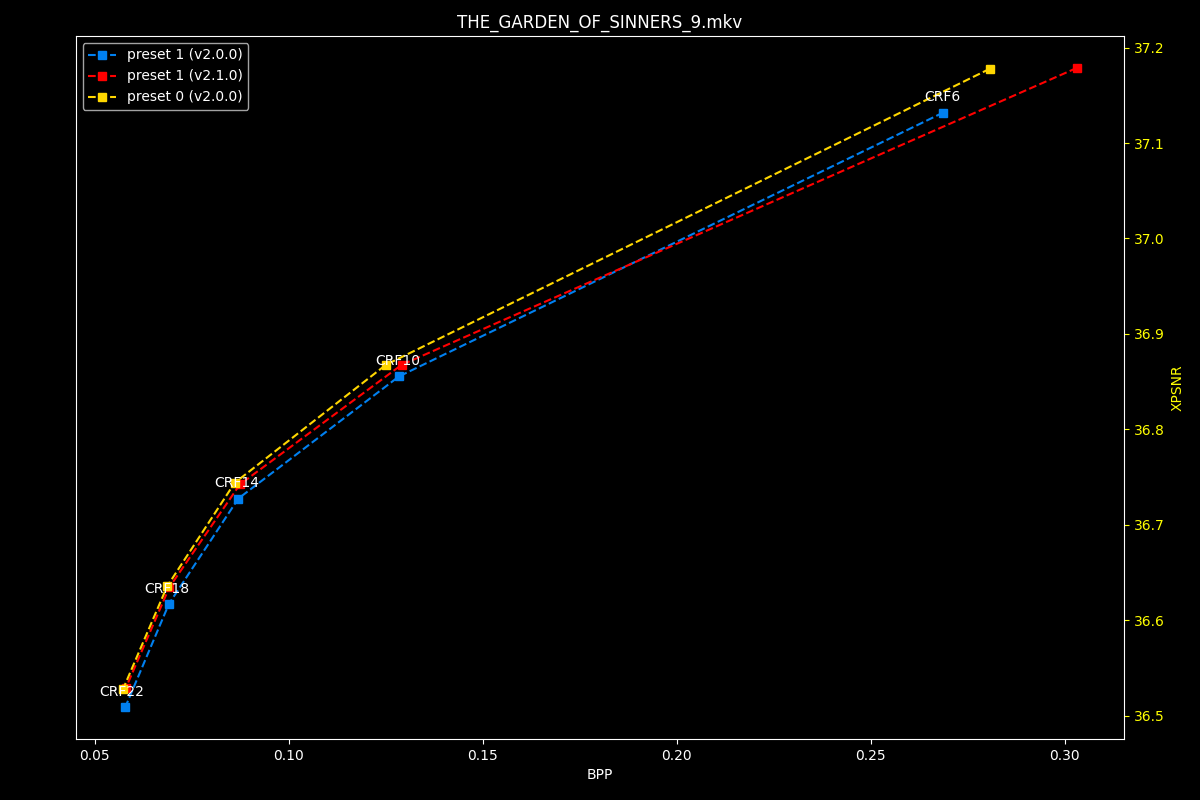 THE_GARDEN_OF_SINNERS_9.mkv
preset 1 (v2.0.0)
preset 1 (v2.1.0)
preset 0 (v2.0.0)
37.2
CRF6
37.1
37.0
36.9
CRF10
XPSNR
36.8
CRF14
36.7
CRF18
36.6
CRF22
36.5
0.05 0.10 0.15 0.20 0.25 0.30
BPP